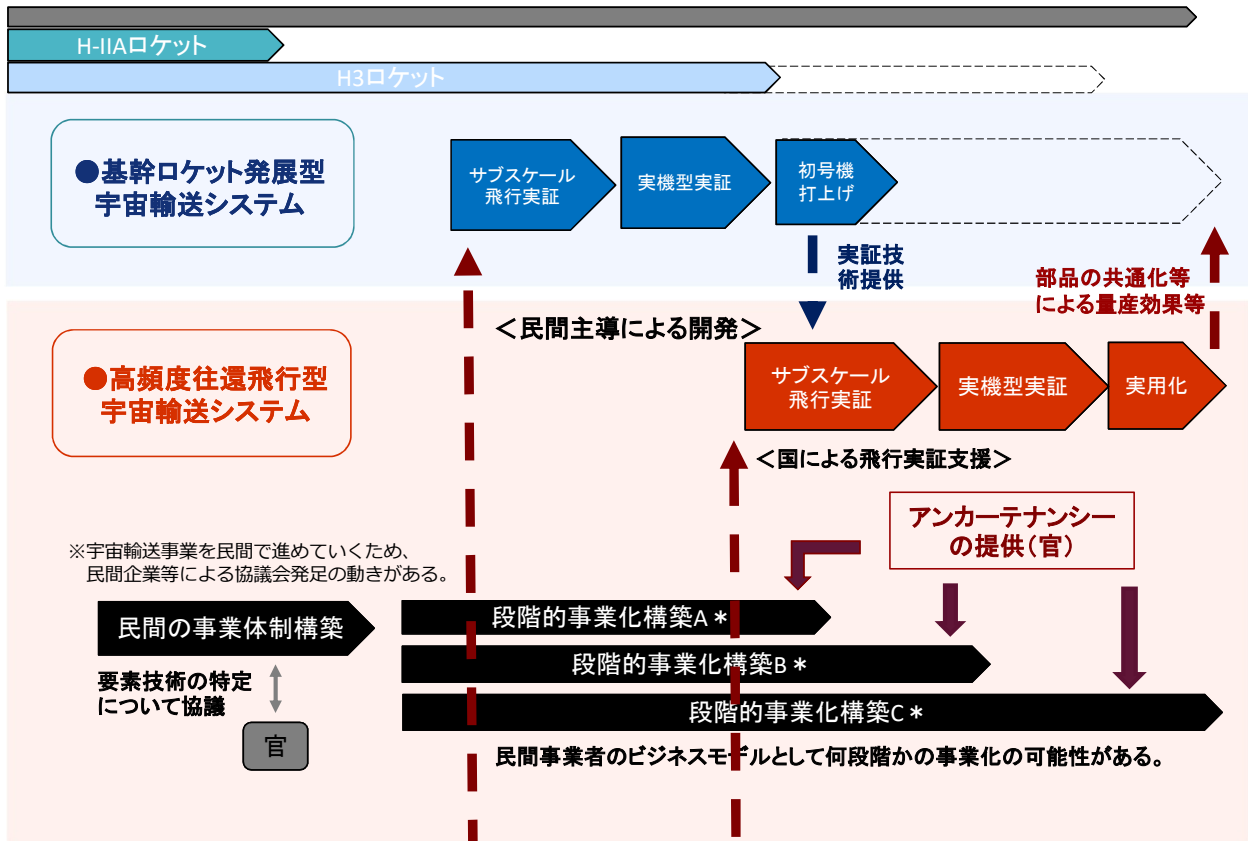 H-IIAロケット
H3ロケット
●基幹ロケット発展型
宇宙輸送システム
サブスケール
飛行実証
実機型実証
初号機
打上げ
実証技
術提供
部品の共通化等
による量産効果等
＜民間主導による開発＞
●高頻度往還飛行型
宇宙輸送システム
サブスケール
飛行実証
実機型実証
実用化
＜国による飛行実証支援＞
アンカーテナンシー
の提供（官）
※宇宙輸送事業を民間で進めていくため、
民間企業等による協議会発足の動きがある。
民間の事業体制構築
段階的事業化構築A＊
段階的事業化構築B＊
段階的事業化構築C＊
要素技術の特定
について協議
官
民間事業者のビジネスモデルとして何段階かの事業化の可能性がある。